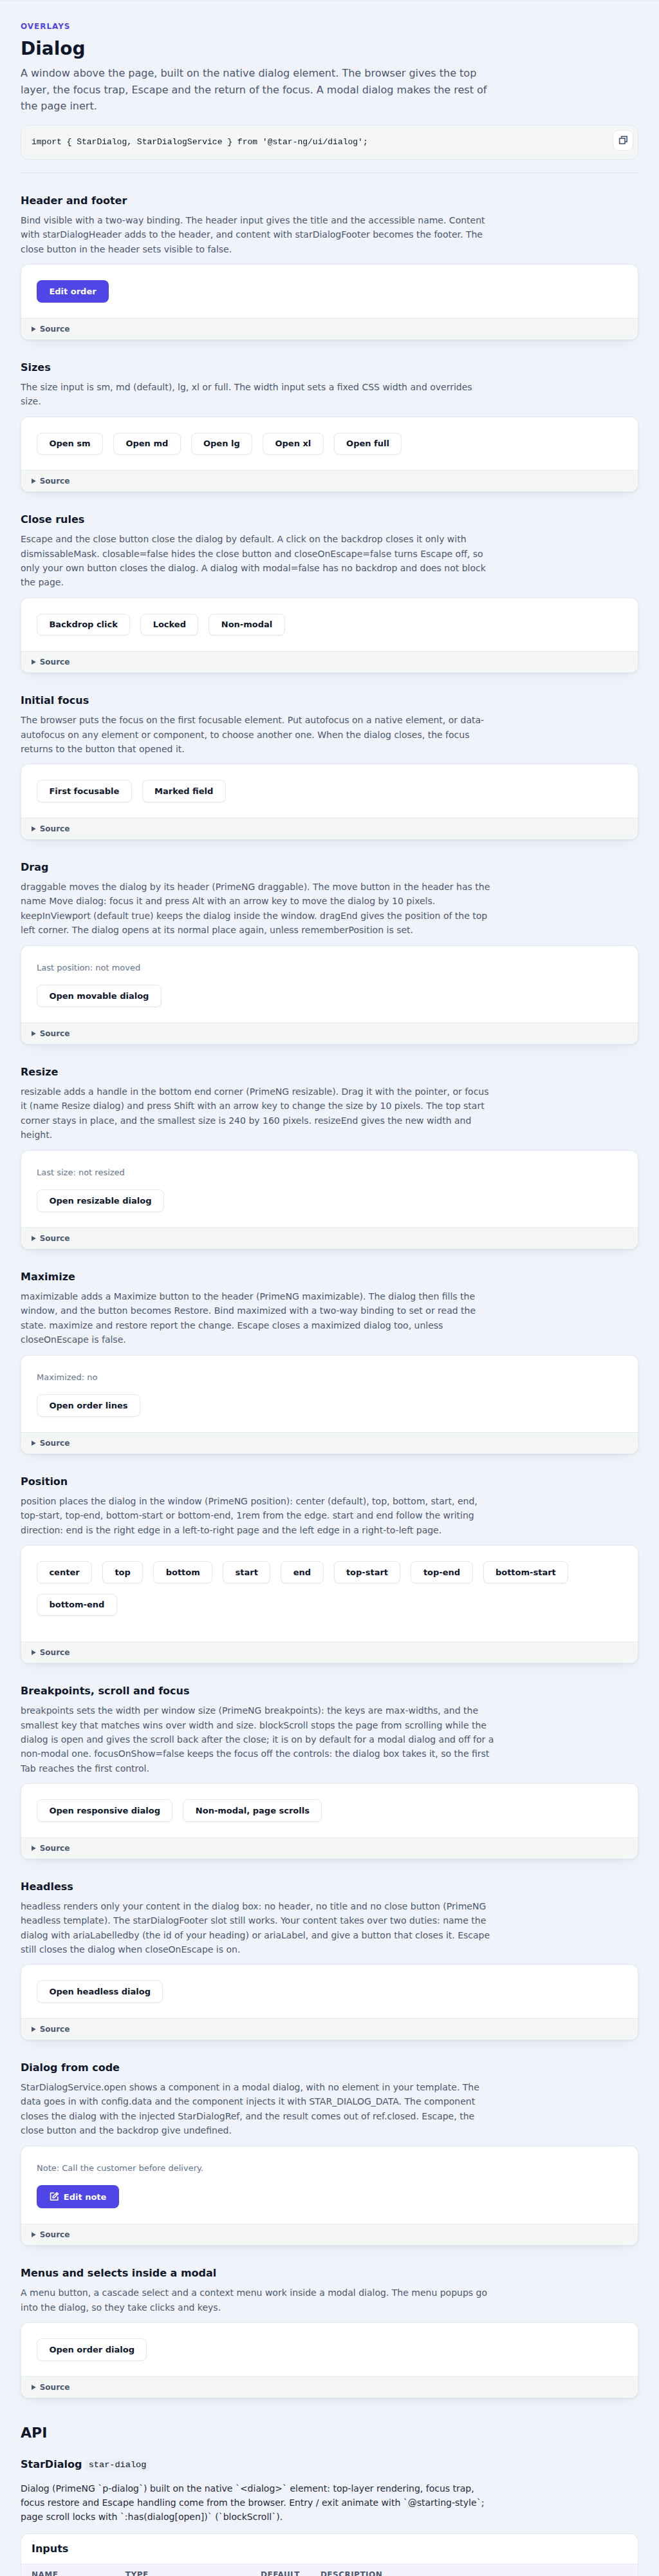 OVERLAYS
Dialog
A window above the page, built on the native dialog element. The browser gives the top
layer, the focus trap, Escape and the return of the focus. A modal dialog makes the rest of
the page inert.
import { StarDialog, StarDialogService } from '@star-ng/ui/dialog';
Header and footer
Bind visible with a two-way binding. The header input gives the title and the accessible name. Content
with starDialogHeader adds to the header, and content with starDialogFooter becomes the footer. The
close button in the header sets visible to false.
Edit order
Source
Sizes
The size input is sm, md (default), lg, xl or full. The width input sets a fixed CSS width and overrides
size.
Open sm Open md Open lg Open xl Open full
Source
Close rules
Escape and the close button close the dialog by default. A click on the backdrop closes it only with
dismissableMask. closable=false hides the close button and closeOnEscape=false turns Escape off, so
only your own button closes the dialog. A dialog with modal=false has no backdrop and does not block
the page.
Backdrop click Locked Non-modal
Source
Initial focus
The browser puts the focus on the first focusable element. Put autofocus on a native element, or data-
autofocus on any element or component, to choose another one. When the dialog closes, the focus
returns to the button that opened it.
First focusable Marked field
Source
Drag
draggable moves the dialog by its header (PrimeNG draggable). The move button in the header has the
name Move dialog: focus it and press Alt with an arrow key to move the dialog by 10 pixels.
keepInViewport (default true) keeps the dialog inside the window. dragEnd gives the position of the top
left corner. The dialog opens at its normal place again, unless rememberPosition is set.
Last position: not moved
Open movable dialog
Source
Resize
resizable adds a handle in the bottom end corner (PrimeNG resizable). Drag it with the pointer, or focus
it (name Resize dialog) and press Shift with an arrow key to change the size by 10 pixels. The top start
corner stays in place, and the smallest size is 240 by 160 pixels. resizeEnd gives the new width and
height.
Last size: not resized
Open resizable dialog
Source
Maximize
maximizable adds a Maximize button to the header (PrimeNG maximizable). The dialog then fills the
window, and the button becomes Restore. Bind maximized with a two-way binding to set or read the
state. maximize and restore report the change. Escape closes a maximized dialog too, unless
closeOnEscape is false.
Maximized: no
Open order lines
Source
Position
position places the dialog in the window (PrimeNG position): center (default), top, bottom, start, end,
top-start, top-end, bottom-start or bottom-end, 1rem from the edge. start and end follow the writing
direction: end is the right edge in a left-to-right page and the left edge in a right-to-left page.
center top bottom start end top-start top-end bottom-start
bottom-end
Source
Breakpoints, scroll and focus
breakpoints sets the width per window size (PrimeNG breakpoints): the keys are max-widths, and the
smallest key that matches wins over width and size. blockScroll stops the page from scrolling while the
dialog is open and gives the scroll back after the close; it is on by default for a modal dialog and off for a
non-modal one. focusOnShow=false keeps the focus off the controls: the dialog box takes it, so the first
Tab reaches the first control.
Open responsive dialog Non-modal, page scrolls
Source
Headless
headless renders only your content in the dialog box: no header, no title and no close button (PrimeNG
headless template). The starDialogFooter slot still works. Your content takes over two duties: name the
dialog with ariaLabelledby (the id of your heading) or ariaLabel, and give a button that closes it. Escape
still closes the dialog when closeOnEscape is on.
Open headless dialog
Source
Dialog from code
StarDialogService.open shows a component in a modal dialog, with no element in your template. The
data goes in with config.data and the component injects it with STAR_DIALOG_DATA. The component
closes the dialog with the injected StarDialogRef, and the result comes out of ref.closed. Escape, the
close button and the backdrop give undefined.
Note: Call the customer before delivery.
Edit note
Source
Menus and selects inside a modal
A menu button, a cascade select and a context menu work inside a modal dialog. The menu popups go
into the dialog, so they take clicks and keys.
Open order dialog
Source
API
StarDialog star-dialog
Dialog (PrimeNG `p-dialog`) built on the native `<dialog>` element: top-layer rendering, focus trap,
focus restore and Escape handling come from the browser. Entry / exit animate with `@starting-style`;
page scroll locks with `:has(dialog[open])` (`blockScroll`).
Inputs
NAME TYPE DEFAULT DESCRIPTION